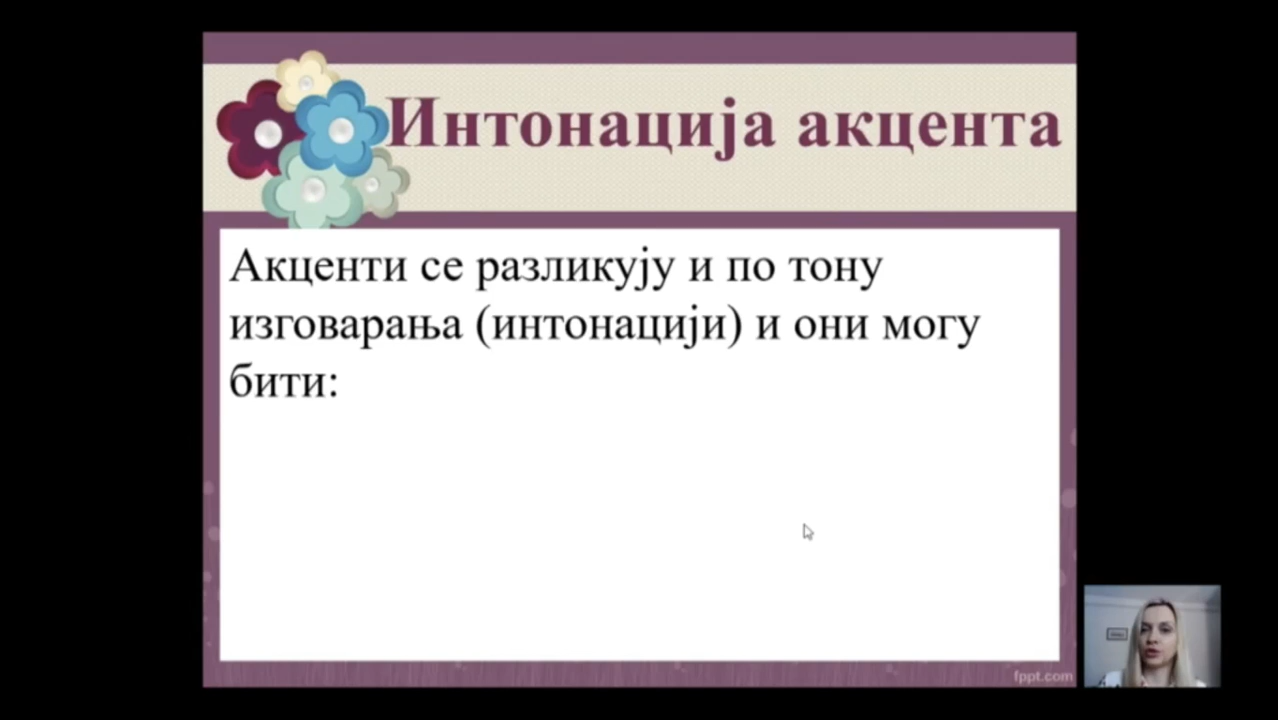 Интонација акцента
Акценти се разликују и по тону
изговарања (интонацији) и они могу
бити:
fppt.com